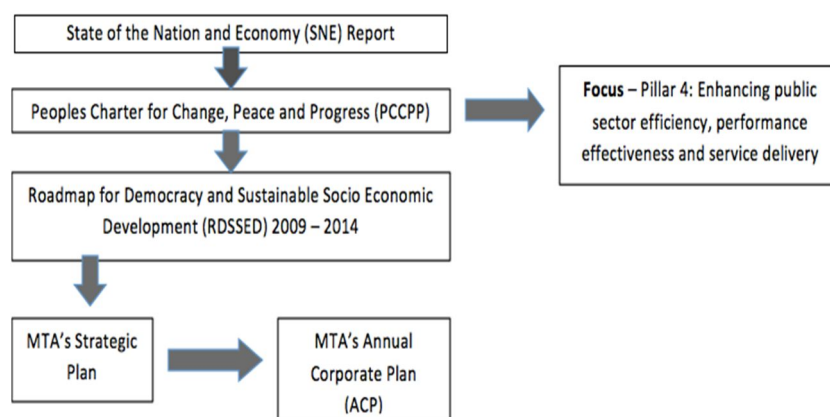 State of the Nation and Economy (SNE) Report
Peoples Charter for Change, Peace and Progress (PCCPP)
Focus – Pillar 4: Enhancing public
sector efficiency, performance
effectiveness and service delivery
Roadmap for Democracy and Sustainable Socio Economic
Development (RDSSED) 2009 – 2014
MTA's Strategic
Plan
MTA's Annual
Corporate Plan
(ACP)